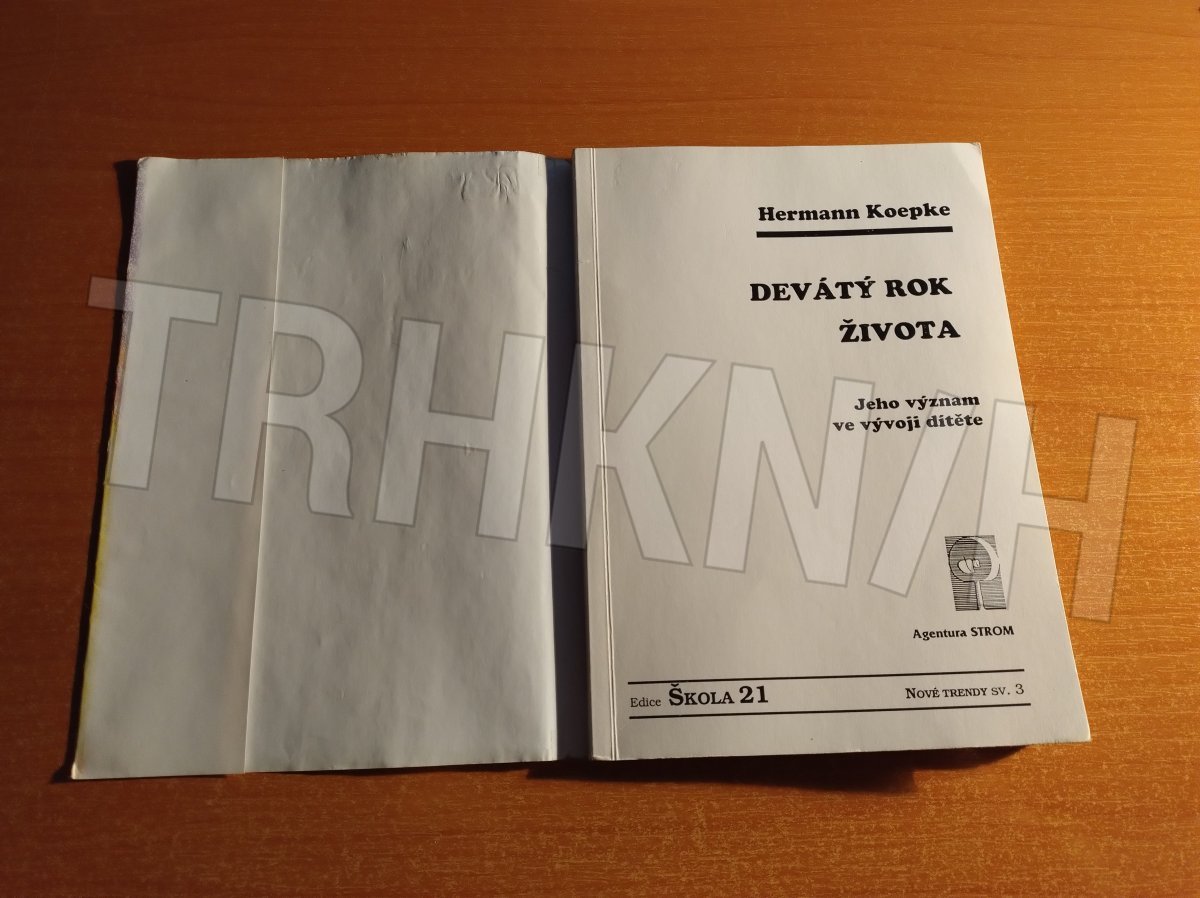 Hermann Koepke
DEVÁTÝ ROK
ŽIVOTA
Jeho význam
ve vývoji dítěte
Agentura STROM
Edice ŠKOLA 21
NOVÉ TRENDY SV. 3
TRHKNIH